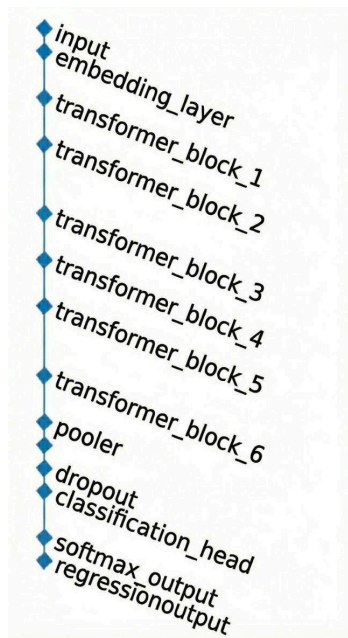 input
embedding_layer
transformer_block_1
transformer_block_2
transformer_block_3
transformer_block_4
transformer_block_5
transformer_block_6
pooler
dropout
classification_head
softmax_output
regressionoutput